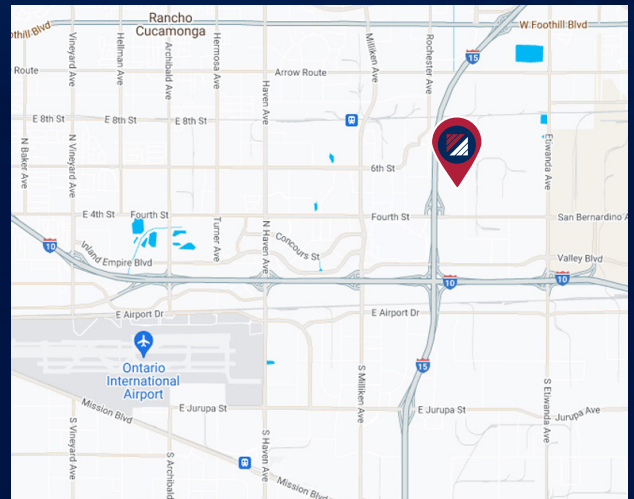 Rancho
Cucamonga
W Foothill Blvd
othill Blvd
Vineyard Ave
Hellman Ave
Archibald Ave
Hermosa Ave
Haven Ave
Milliken Ave
Rochester Ave
15
Route
Arrow Route
E 8th St
E 8th St
E 8th St
N Baker Ave
N Vineyard Ave
6th St
Etiwanda Ave
E 4th St
Fourth St
Fourth St
San Bernardino A
Turner Ave
N Haven Ave
Concours St
10
Inland Empire Blvd
Valley Blvd
10
10
E Airport Dr
E Airport Dr
Ontario
International
Airport
15
S Milliken Ave
S Etiwanda Ave
Mission Blvd
E Jurupa St
E Jurupa St
Jurupa Ave
S Vineyard Ave
S Archibald
S Haven Ave
Mission Blvd